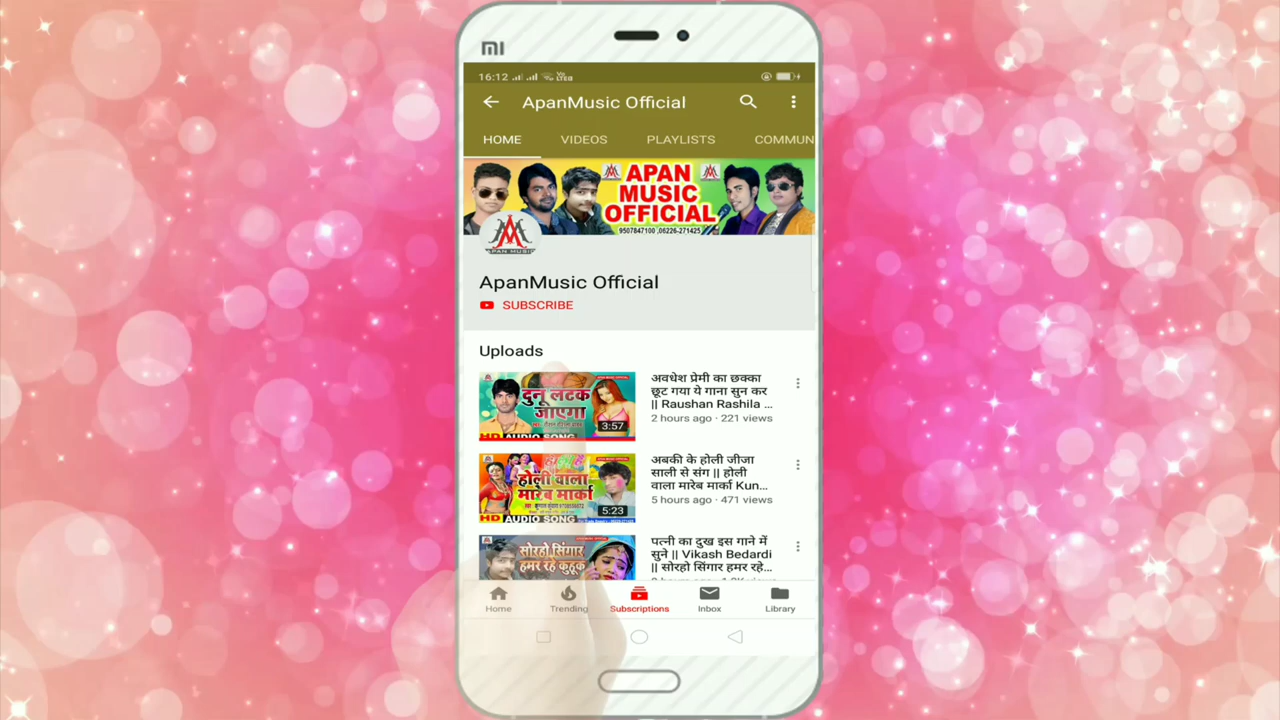 mi
16:12
ApanMusic Official
HOME VIDEOS PLAYLISTS COMMUN
APAN
MUSIC
OFFICIAL
9507847100 ,06226-271425
APAN MUSIC
ApanMusic Official
SUBSCRIBE
Uploads
दुनू लटक
जाएगा
3:57
HD AUDIO SONG
अवधेश प्रेमी का छक्का
छूट गया ये गाना सुन कर
|| Raushan Rashila ...
2 hours ago · 221 views
होली वाला
मारेब मार्का
5:23
HD AUDIO SONG
अबकी के होली जीजा
साली से संग || होली
वाला मारेब मार्का Kun...
5 hours ago · 471 views
सोरहो सिंगार
हमर रहे कुहूक
पत्नी का दुख इस गाने में
सुने || Vikash Bedardi
|| सोरहो सिंगार हमर रहे...
Home Trending Subscriptions Inbox Library